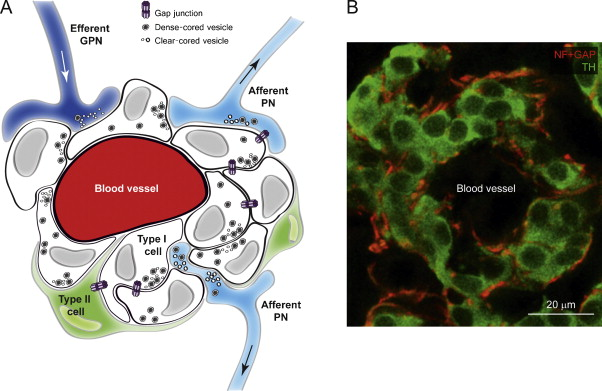 A
Efferent
GPN
Gap junction
Dense-cored vesicle
Clear-cored vesicle
Afferent
PN
Blood vessel
Type I
cell
Type II
cell
Afferent
PN
B
NF+GAP
TH
Blood vessel
20 μm